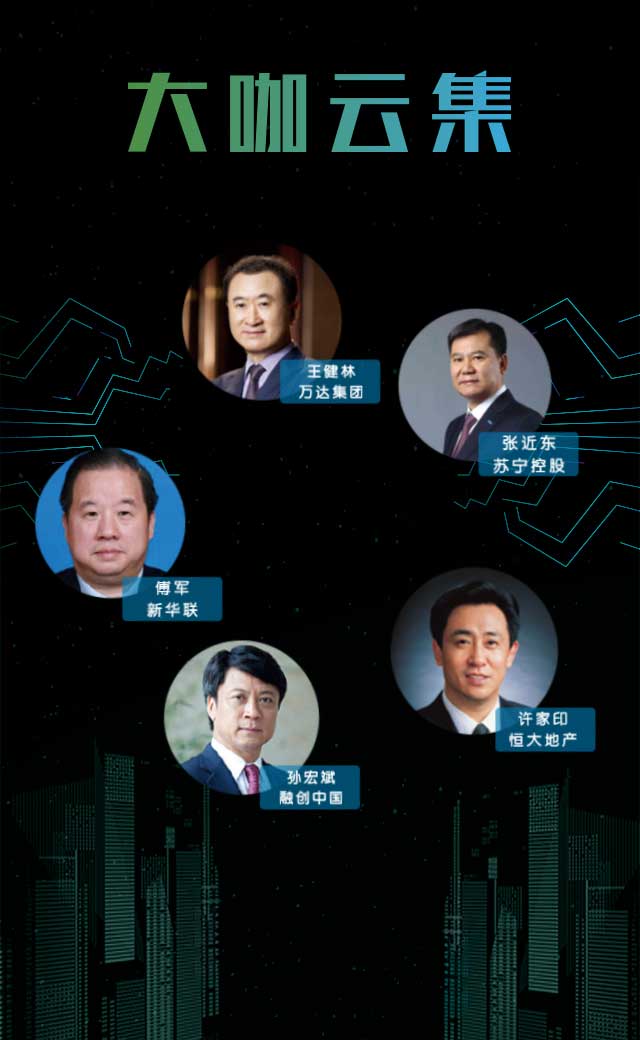 大咖云集
王健林
万达集团
张近东
苏宁控股
傅军
新华联
许家印
恒大地产
孙宏斌
融创中国